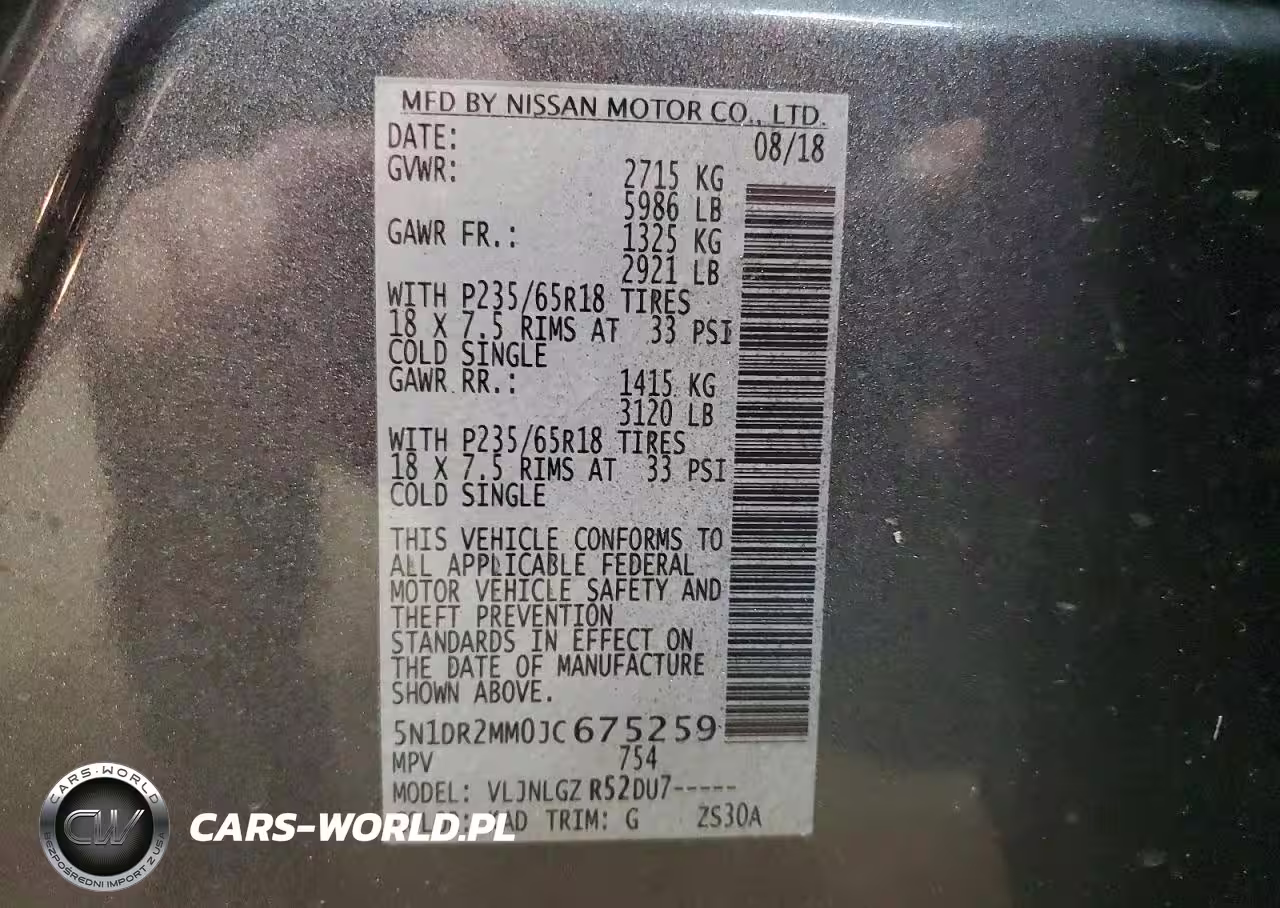 MFD BY NISSAN MOTOR CO., LTD.
DATE: 08/18
GVWR: 2715 KG
5986 LB
GAWR FR.: 1325 KG
2921 LB
WITH P235/65R18 TIRES
18 X 7.5 RIMS AT 33 PSI
COLD SINGLE
GAWR RR.: 1415 KG
3120 LB
WITH P235/65R18 TIRES
18 X 7.5 RIMS AT 33 PSI
COLD SINGLE
THIS VEHICLE CONFORMS TO
ALL APPLICABLE FEDERAL
MOTOR VEHICLE SAFETY AND
THEFT PREVENTION
STANDARDS IN EFFECT ON
THE DATE OF MANUFACTURE
SHOWN ABOVE.
5N1DR2MM0JC675259
MPV 754
MODEL: VLJNLGZ R52DU7-----
TRIM: G ZS30A
CARS-WORLD
CW
BEZPOŚREDNI IMPORT Z USA
CARS-WORLD.PL